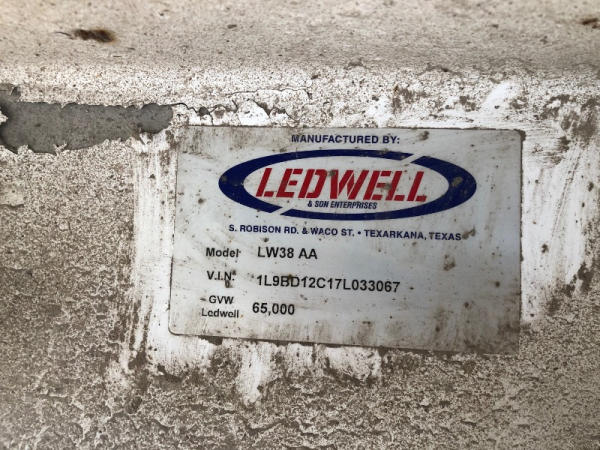 MANUFACTURED BY:
LEDWELL
& SON ENTERPRISES
S. ROBISON RD. & WACO ST. • TEXARKANA, TEXAS
Model LW38 AA
V.I.N. 1L9BD12C17L033067
GVW
Ledwell 65,000